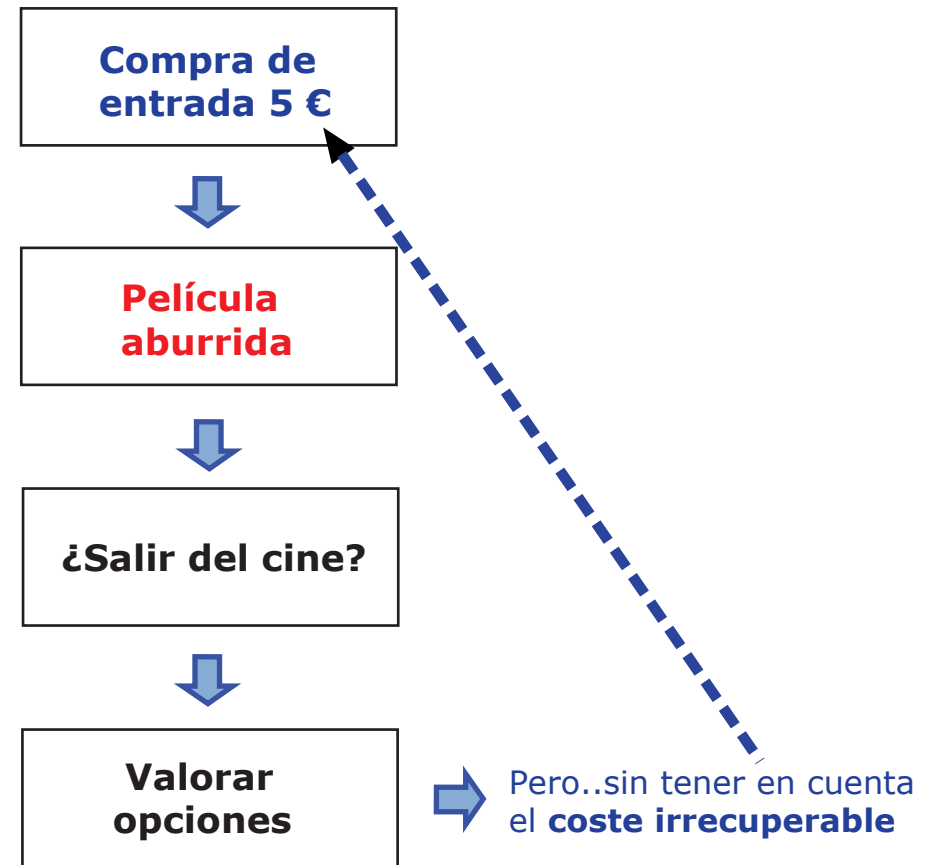 Compra de
entrada 5 €
Película
aburrida
¿Salir del cine?
Valorar
opciones
Pero..sin tener en cuenta
el coste irrecuperable